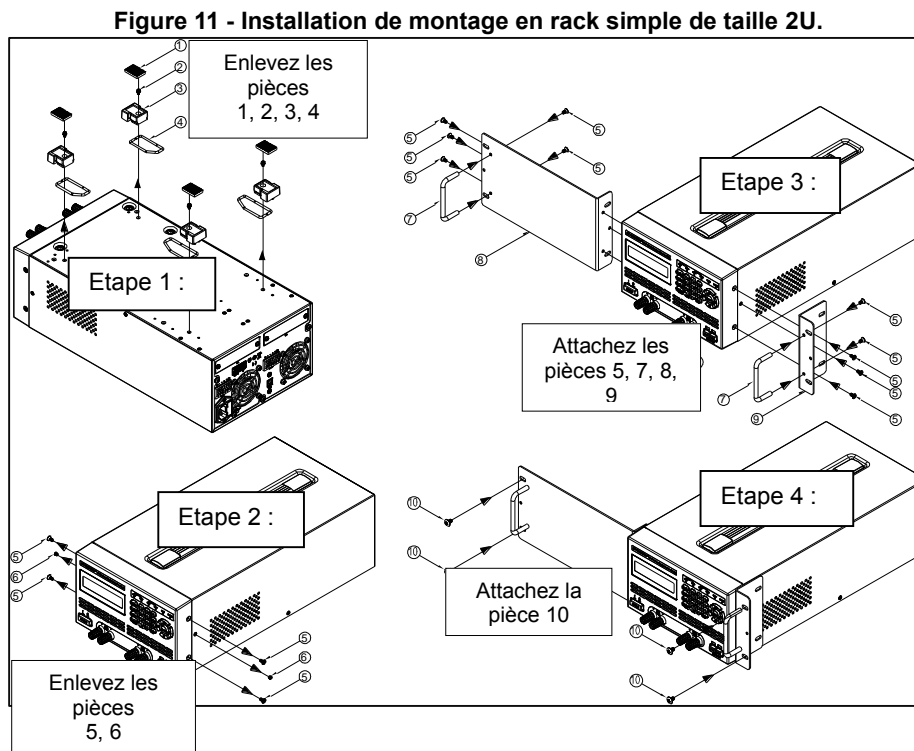 Figure 11 - Installation de montage en rack simple de taille 2U.
1
2
3
4
Enlevez les
pièces
1, 2, 3, 4
Etape 1 :
5
5
5
5
5
7
8
Etape 3 :
Attachez les
pièces 5, 7, 8,
9
5
5
5
5
5
7
9
Etape 2 :
5
6
5
5
6
5
Enlevez les
pièces
5, 6
Etape 4 :
10
10
Attachez la
pièce 10
10
10